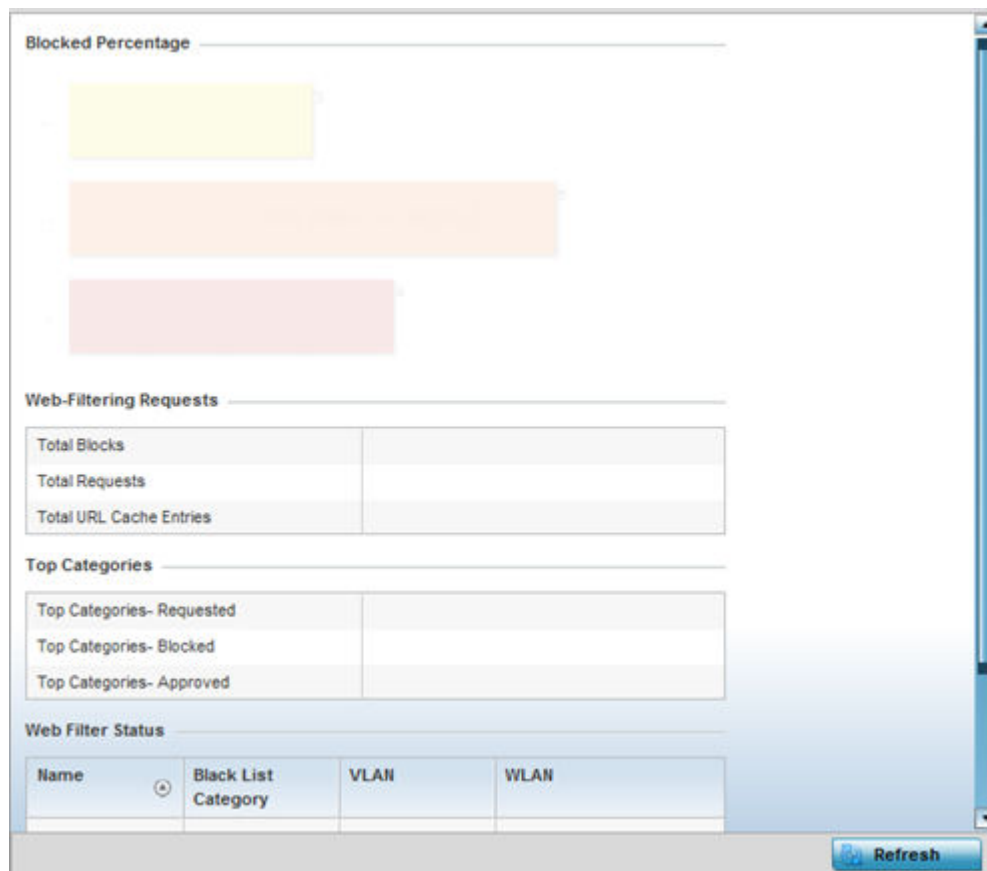 Blocked Percentage
Web-Filtering Requests
Total Blocks
Total Requests
Total URL Cache Entries
Top Categories
Top Categories- Requested
Top Categories- Blocked
Top Categories- Approved
Web Filter Status
Name
Black List
Category
VLAN
WLAN
Refresh